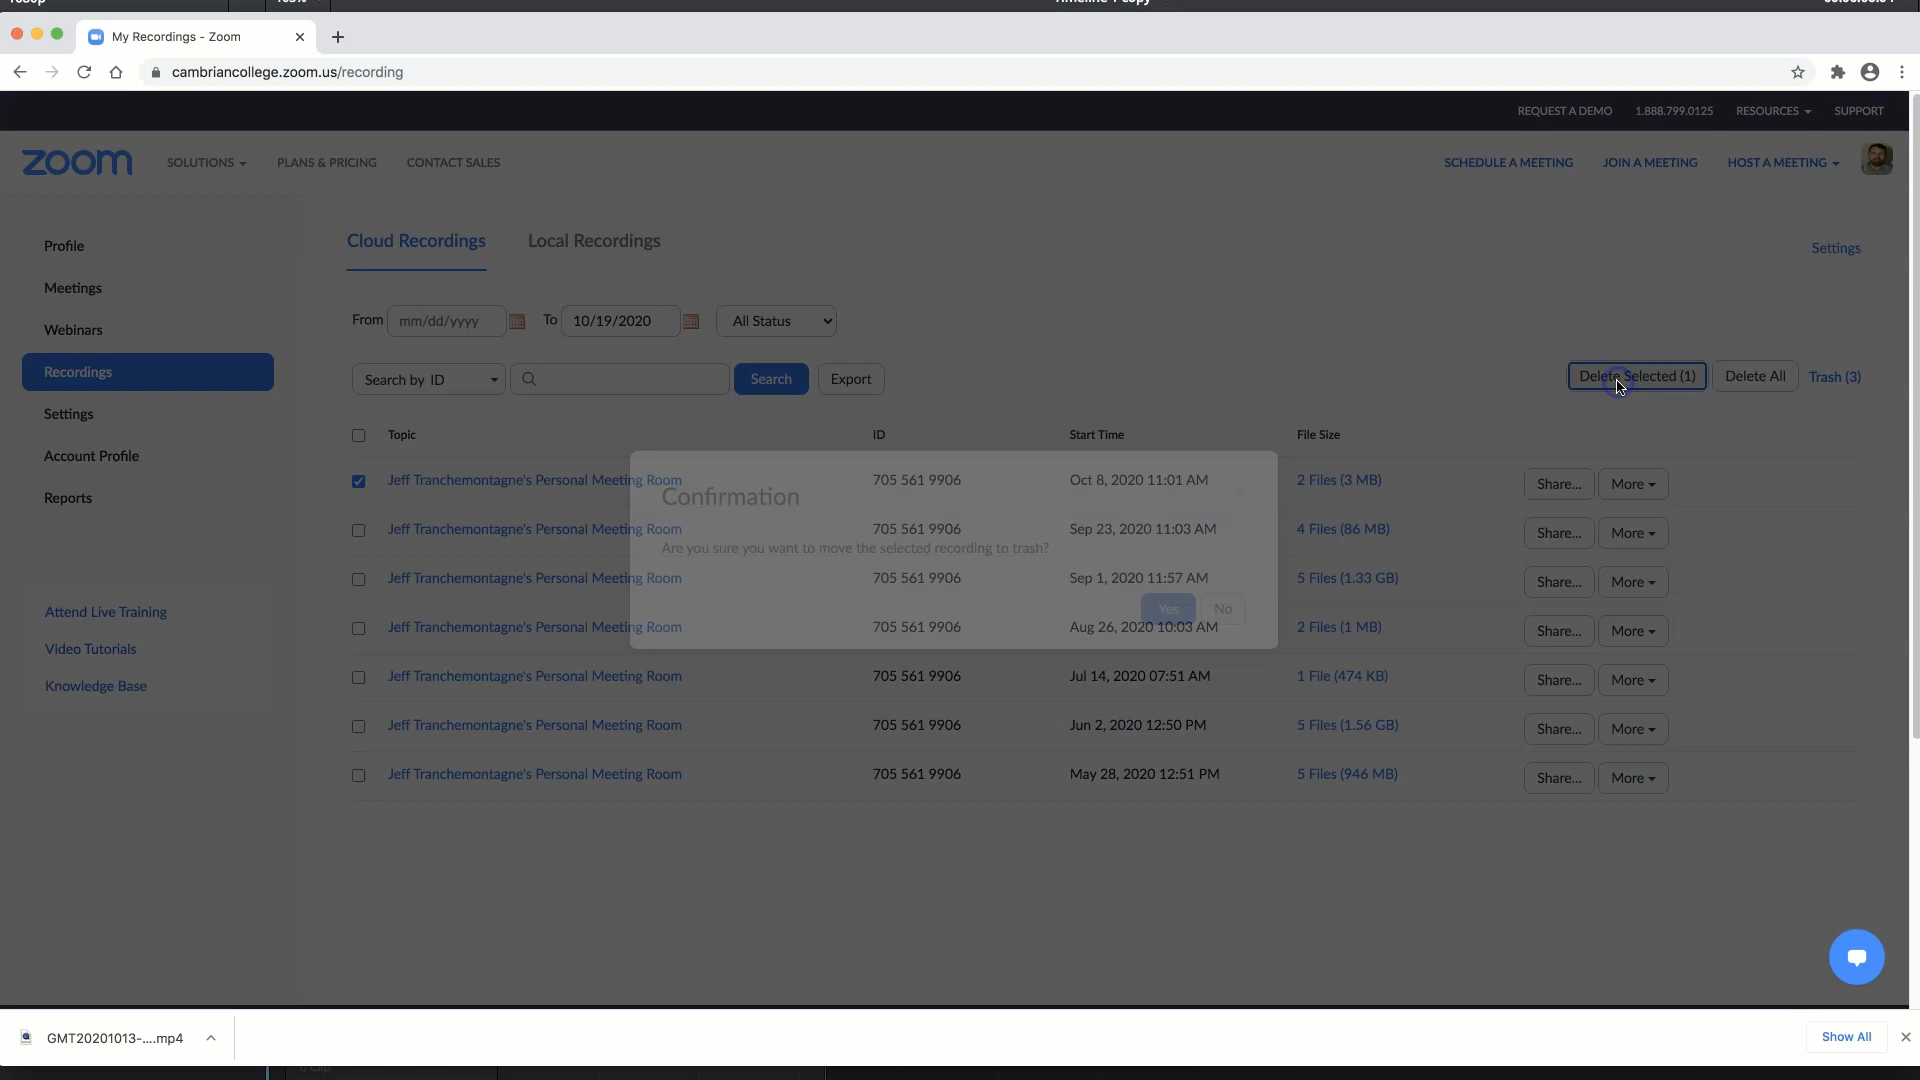 1080p
Timeline 1 copy
My Recordings - Zoom
cambriancollege.zoom.us/recording
REQUEST A DEMO 1.888.799.0125 RESOURCES SUPPORT
zoom SOLUTIONS PLANS & PRICING CONTACT SALES SCHEDULE A MEETING JOIN A MEETING HOST A MEETING
Profile
Meetings
Webinars
Recordings
Settings
Account Profile
Reports
Attend Live Training
Video Tutorials
Knowledge Base
Cloud Recordings Local Recordings Settings
From mm/dd/yyyy To 10/19/2020 All Status
Search by ID Search Export Delete Selected (1) Delete All Trash (3)
Topic ID Start Time File Size
Jeff Tranchemontagne's Personal Meeting Room 705 561 9906 Oct 8, 2020 11:01 AM 2 Files (3 MB) Share... More
Jeff Tranchemontagne's Personal Meeting Room 705 561 9906 Sep 23, 2020 11:03 AM 4 Files (86 MB) Share... More
Jeff Tranchemontagne's Personal Meeting Room 705 561 9906 Sep 1, 2020 11:57 AM 5 Files (1.33 GB) Share... More
Jeff Tranchemontagne's Personal Meeting Room 705 561 9906 Aug 26, 2020 10:03 AM 2 Files (1 MB) Share... More
Jeff Tranchemontagne's Personal Meeting Room 705 561 9906 Jul 14, 2020 07:51 AM 1 File (474 KB) Share... More
Jeff Tranchemontagne's Personal Meeting Room 705 561 9906 Jun 2, 2020 12:50 PM 5 Files (1.56 GB) Share... More
Jeff Tranchemontagne's Personal Meeting Room 705 561 9906 May 28, 2020 12:51 PM 5 Files (946 MB) Share... More
Confirmation
Are you sure you want to move the selected recording to trash?
Yes No
GMT20201013-....mp4 Show All